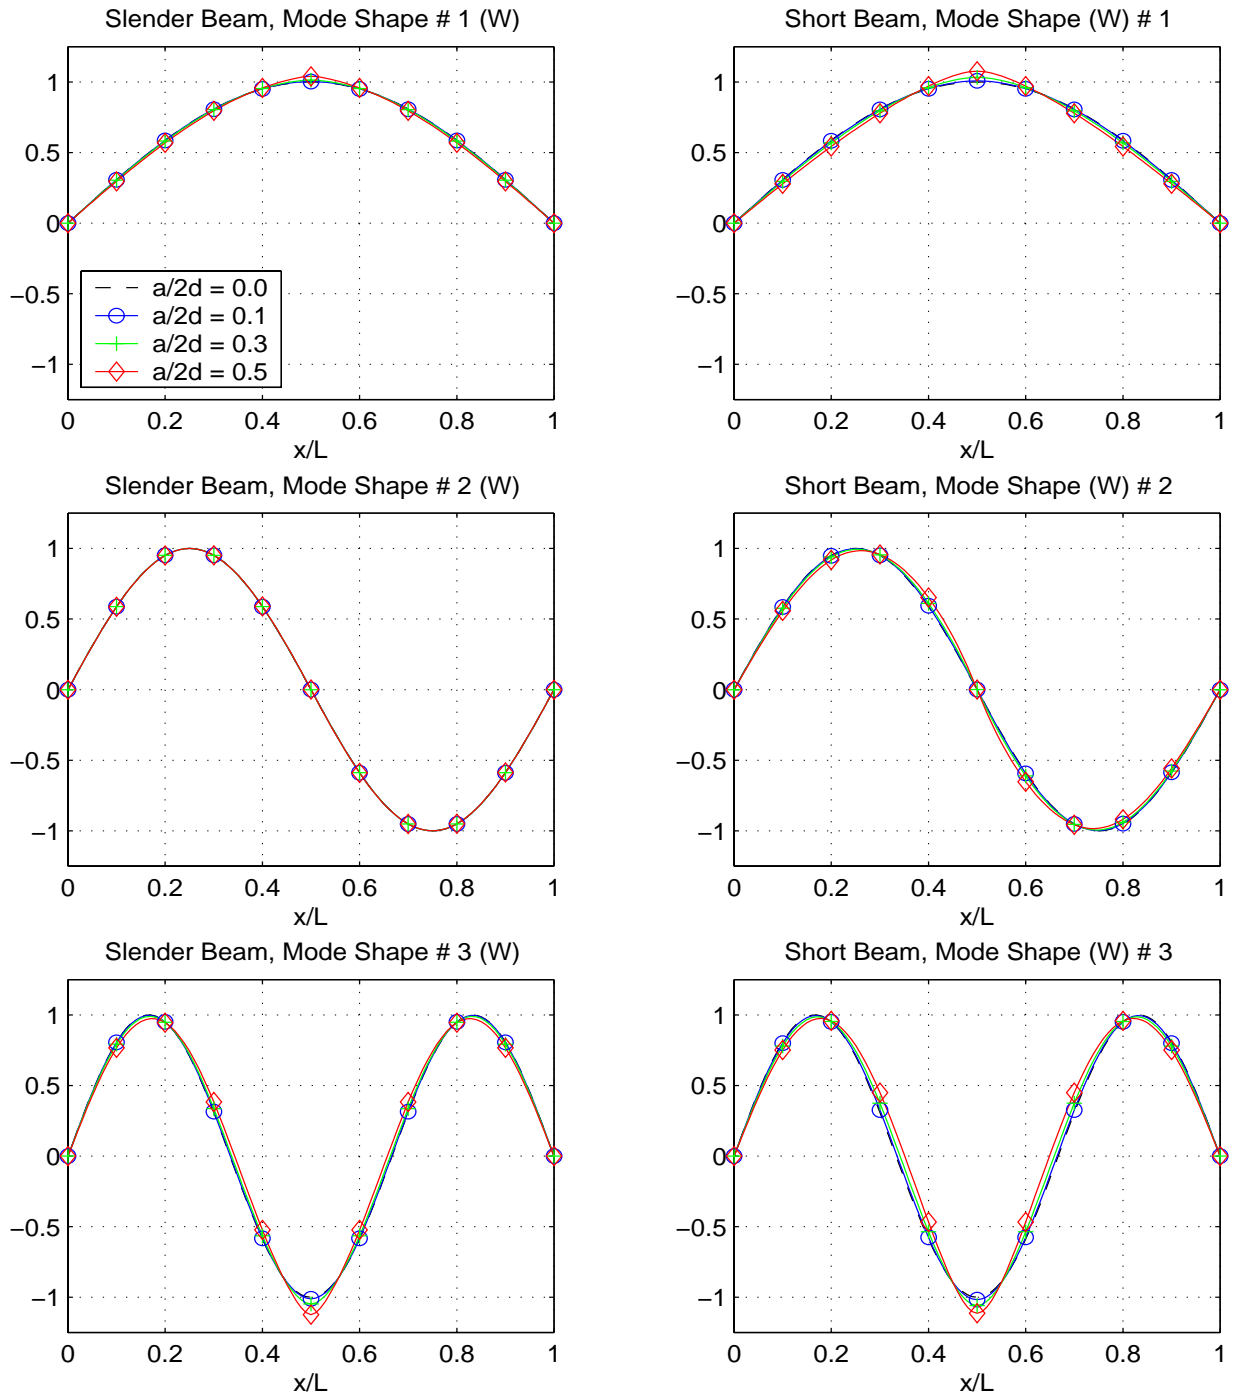 Slender Beam, Mode Shape # 1 (W)
1
0.5
0
−0.5
−1
a/2d = 0.0
a/2d = 0.1
a/2d = 0.3
a/2d = 0.5
0 0.2 0.4 0.6 0.8 1
x/L
Short Beam, Mode Shape (W) # 1
1
0.5
0
−0.5
−1
0 0.2 0.4 0.6 0.8 1
x/L
Slender Beam, Mode Shape # 2 (W)
1
0.5
0
−0.5
−1
0 0.2 0.4 0.6 0.8 1
x/L
Short Beam, Mode Shape (W) # 2
1
0.5
0
−0.5
−1
0 0.2 0.4 0.6 0.8 1
x/L
Slender Beam, Mode Shape # 3 (W)
1
0.5
0
−0.5
−1
0 0.2 0.4 0.6 0.8 1
x/L
Short Beam, Mode Shape (W) # 3
1
0.5
0
−0.5
−1
0 0.2 0.4 0.6 0.8 1
x/L